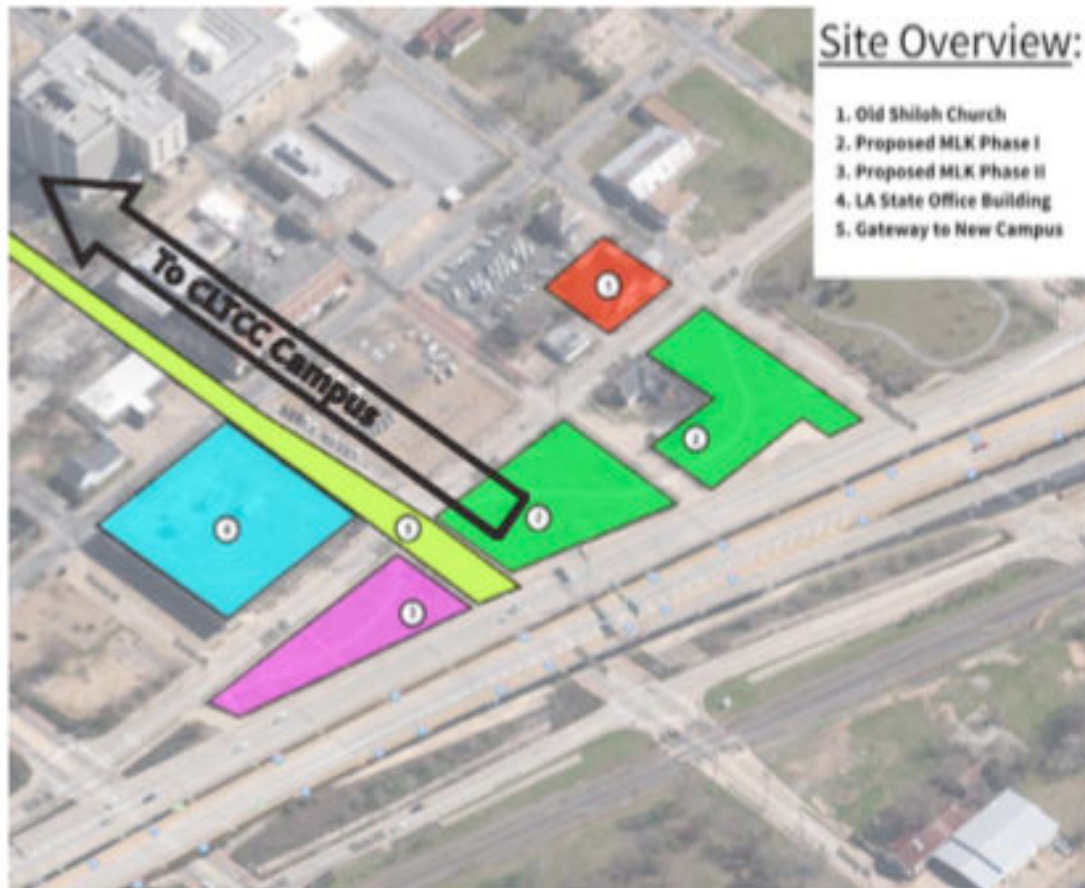 Site Overview:
1. Old Shiloh Church
2. Proposed MLK Phase I
3. Proposed MLK Phase II
4. LA State Office Building
5. Gateway to New Campus
To CLTCC Campus
1
2
2
4
5
3